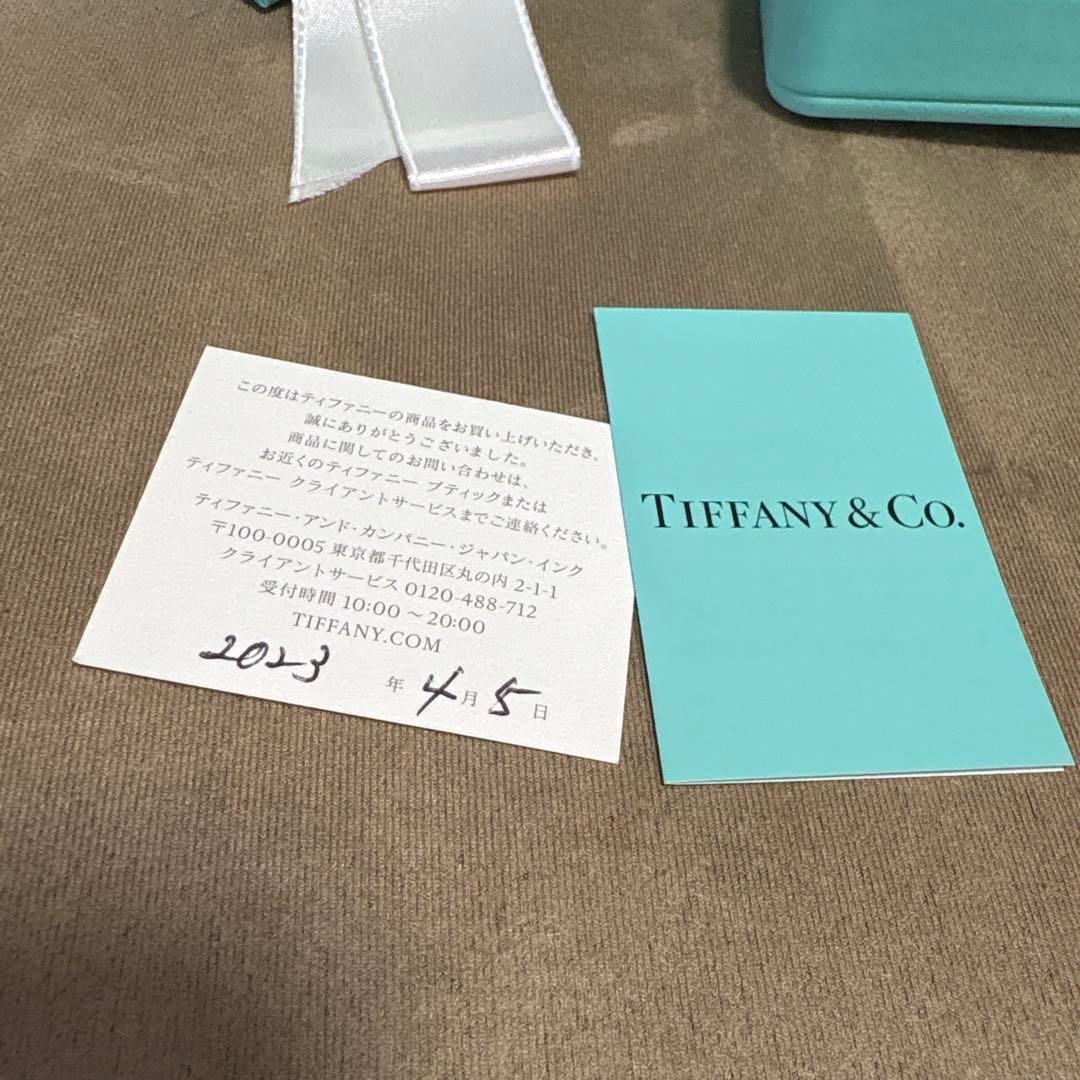 この度はティファニーの商品をお買い上げいただき、
誠にありがとうございました。
商品に関してのお問い合わせは、
お近くのティファニー ブティックまたは
ティファニー クライアントサービスまでご連絡ください。
ティファニー・アンド・カンパニー・ジャパン・インク
〒100-0005 東京都千代田区丸の内 2-1-1
クライアントサービス 0120-488-712
受付時間 10:00 ～ 20:00
TIFFANY.COM
2023 年 4 月 5 日
TIFFANY & CO.